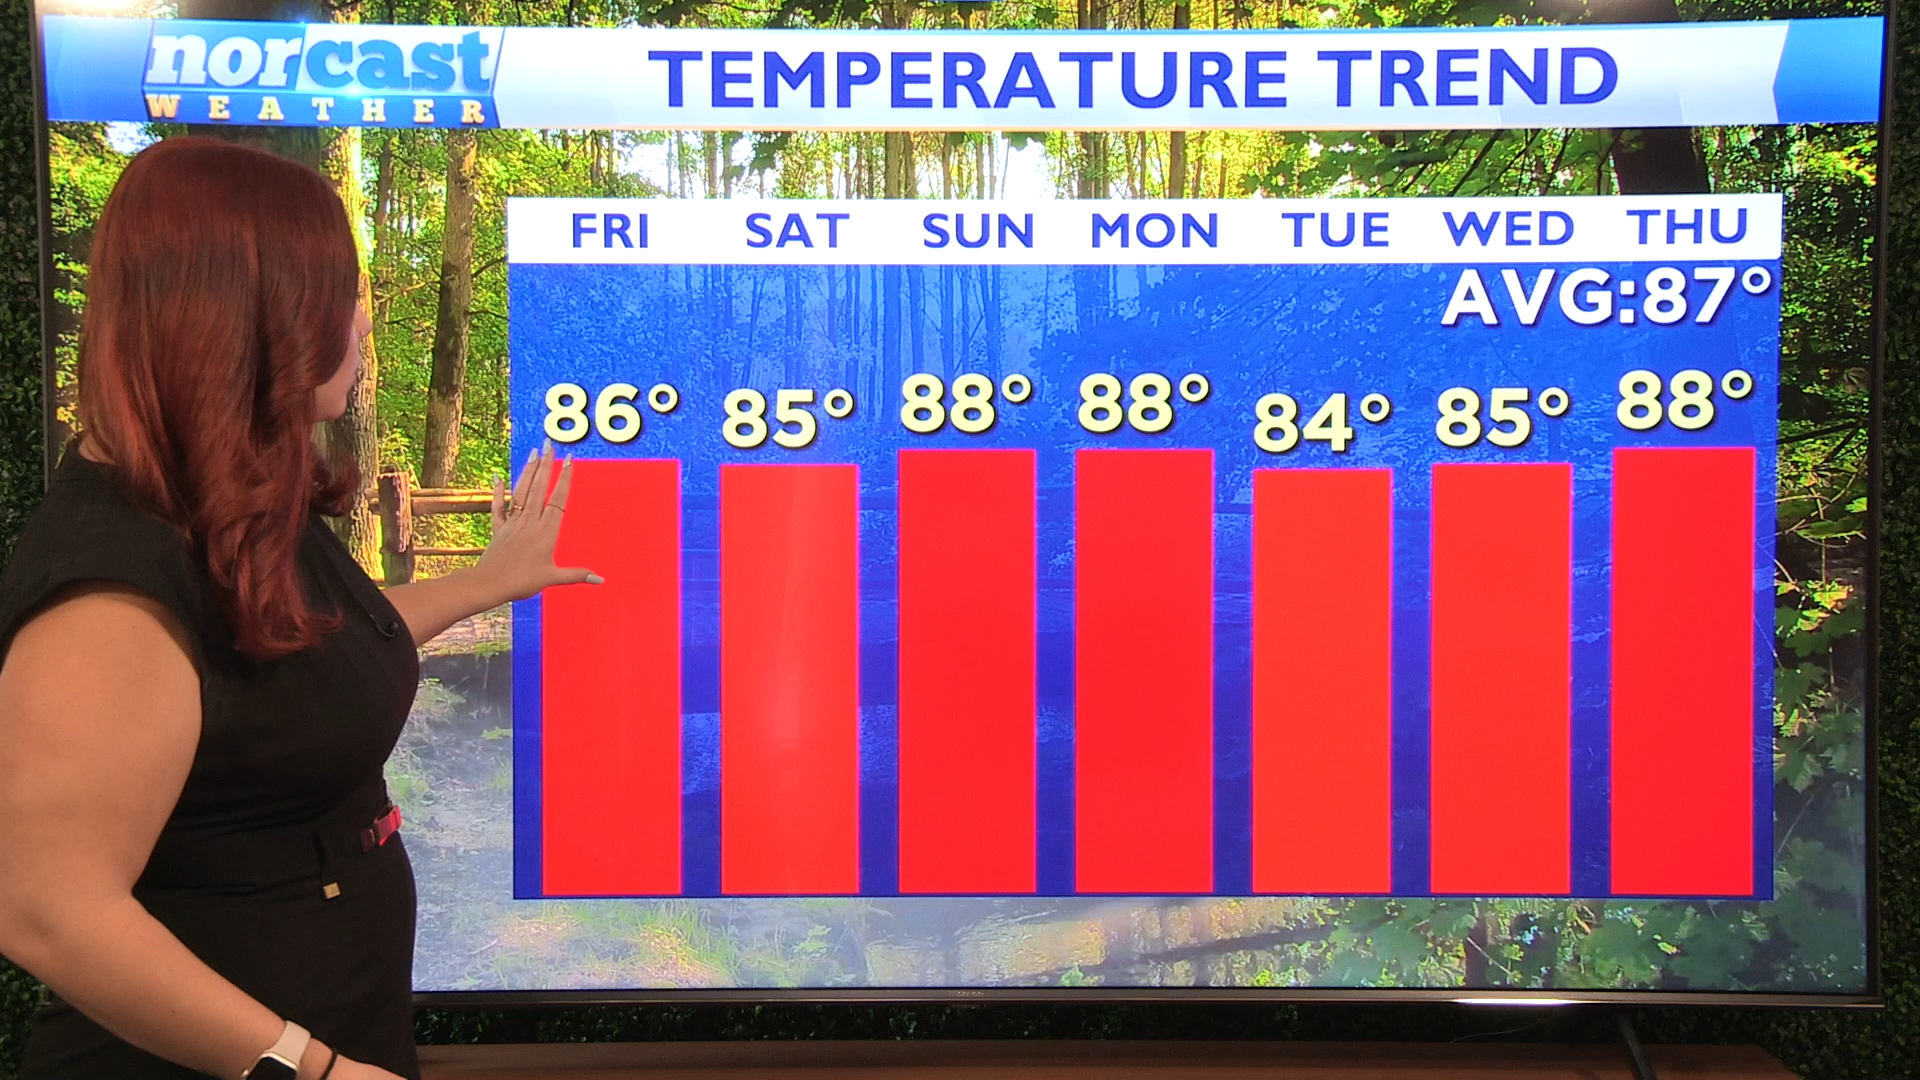 norcast
WEATHER
TEMPERATURE TREND
FRI SAT SUN MON TUE WED THU
AVG:87°
86° 85° 88° 88° 84° 85° 88°